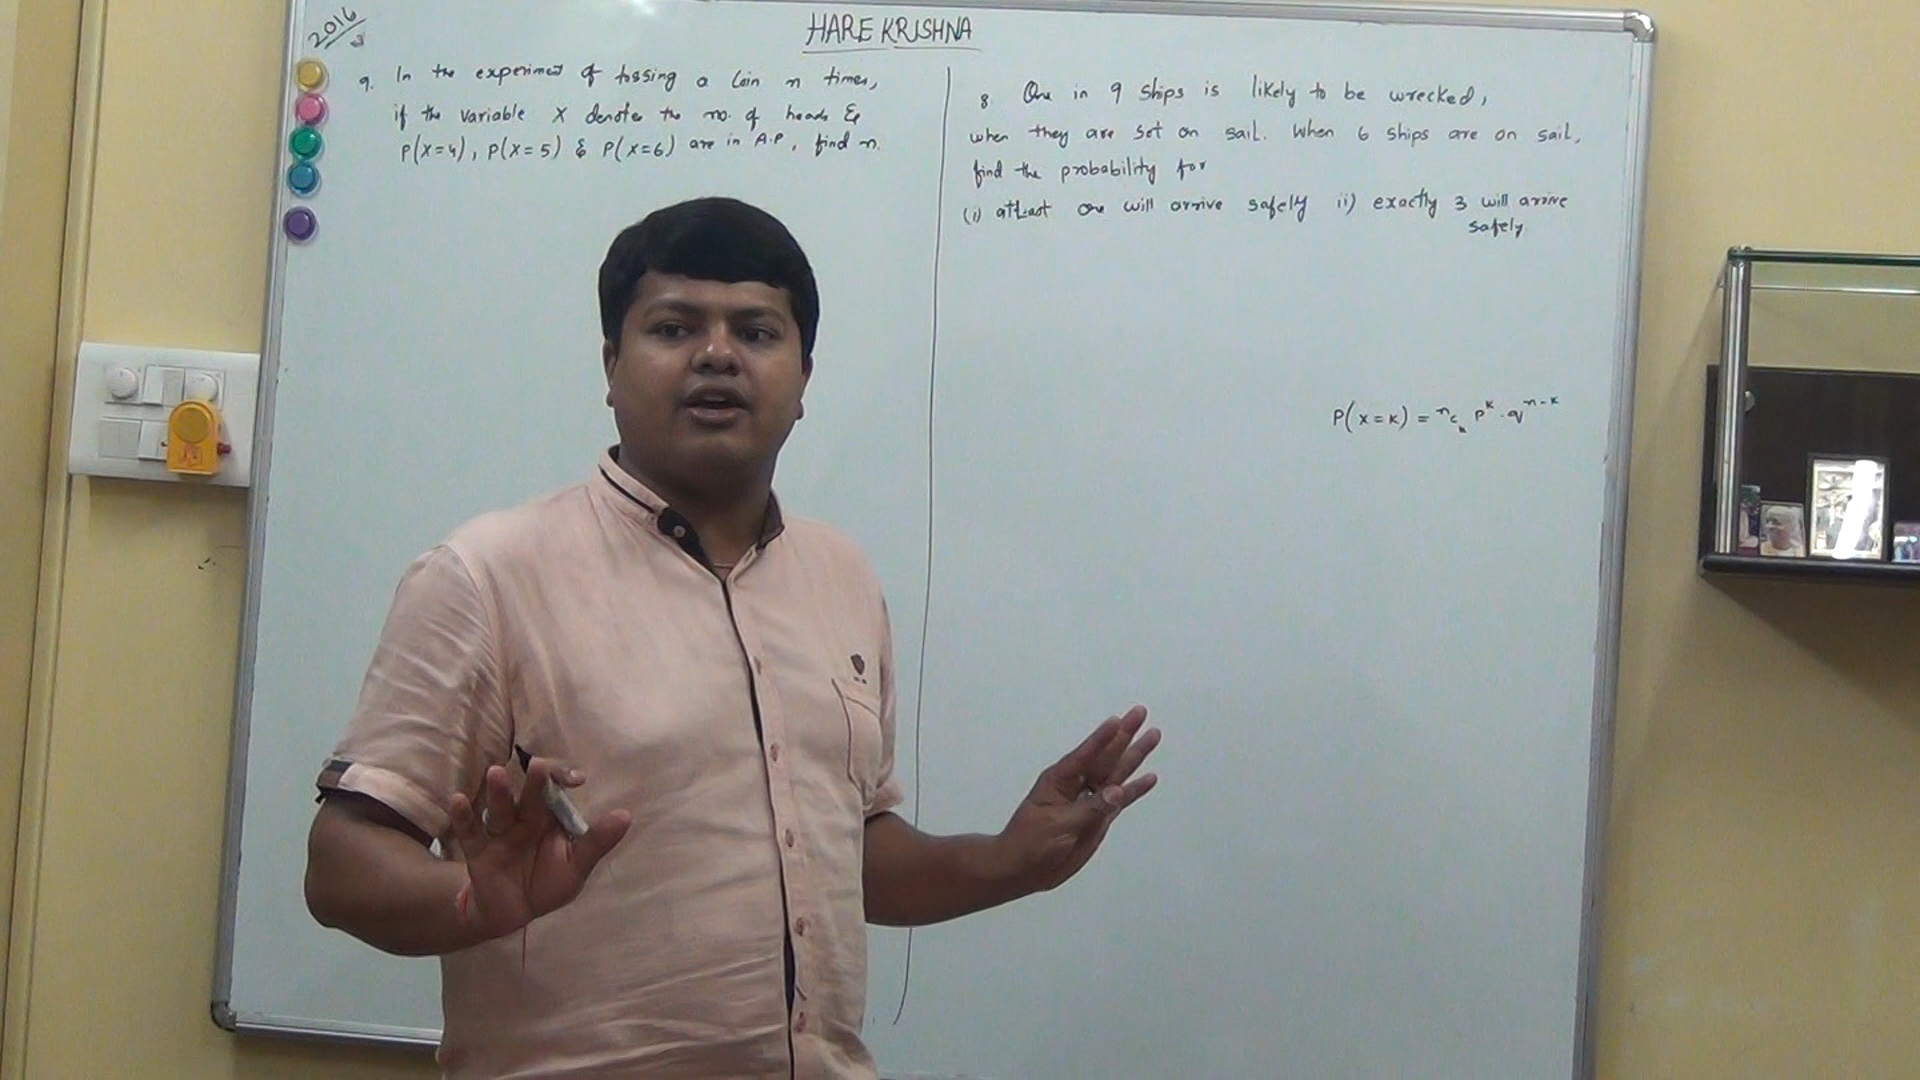 2016
HARE KRISHNA
9. In the experiment of tossing a Coin n times,
if the variable X denotes the no. of heads &
P(X=4), P(X=5) & P(X=6) are in A.P, find n.
8. One in 9 ships is likely to be wrecked,
when they are set on sail. When 6 ships are on sail,
find the probability for
(i) atleast one will arrive safely ii) exactly 3 will arrive
safely.
P(X=K) = ⁿCₖ pᵏ · qⁿ⁻ᵏ